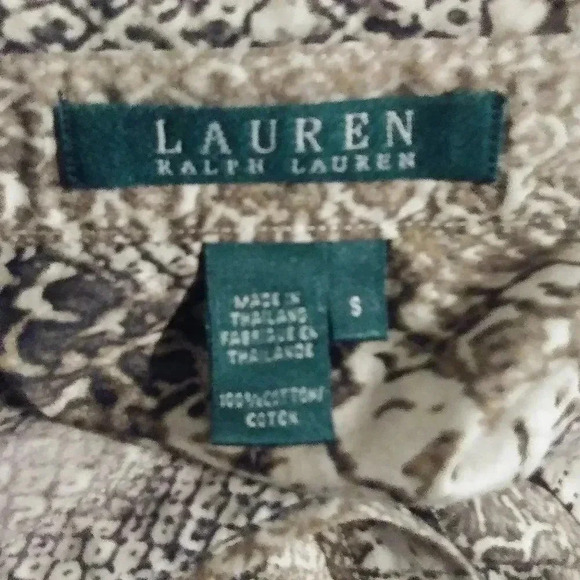 LAUREN
RALPH LAUREN
S
MADE IN
THAILAND
FABRIQUE EN
THAILANDE
100% COTTON/
COTON